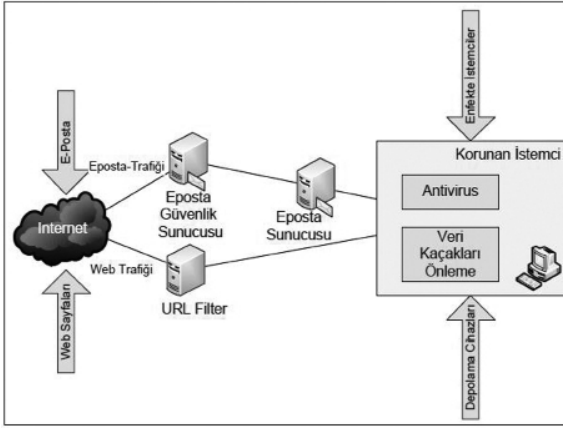 E-Posta
Enfekte İstemciler
Eposta-Trafiği
Korunan İstemci
Antivirus
Eposta
Güvenlik
Sunucusu
Eposta
Sunucusu
Internet
Veri
Kaçakları
Önleme
Web Trafiği
URL Filter
Web Sayfaları
Depolama Cihazları